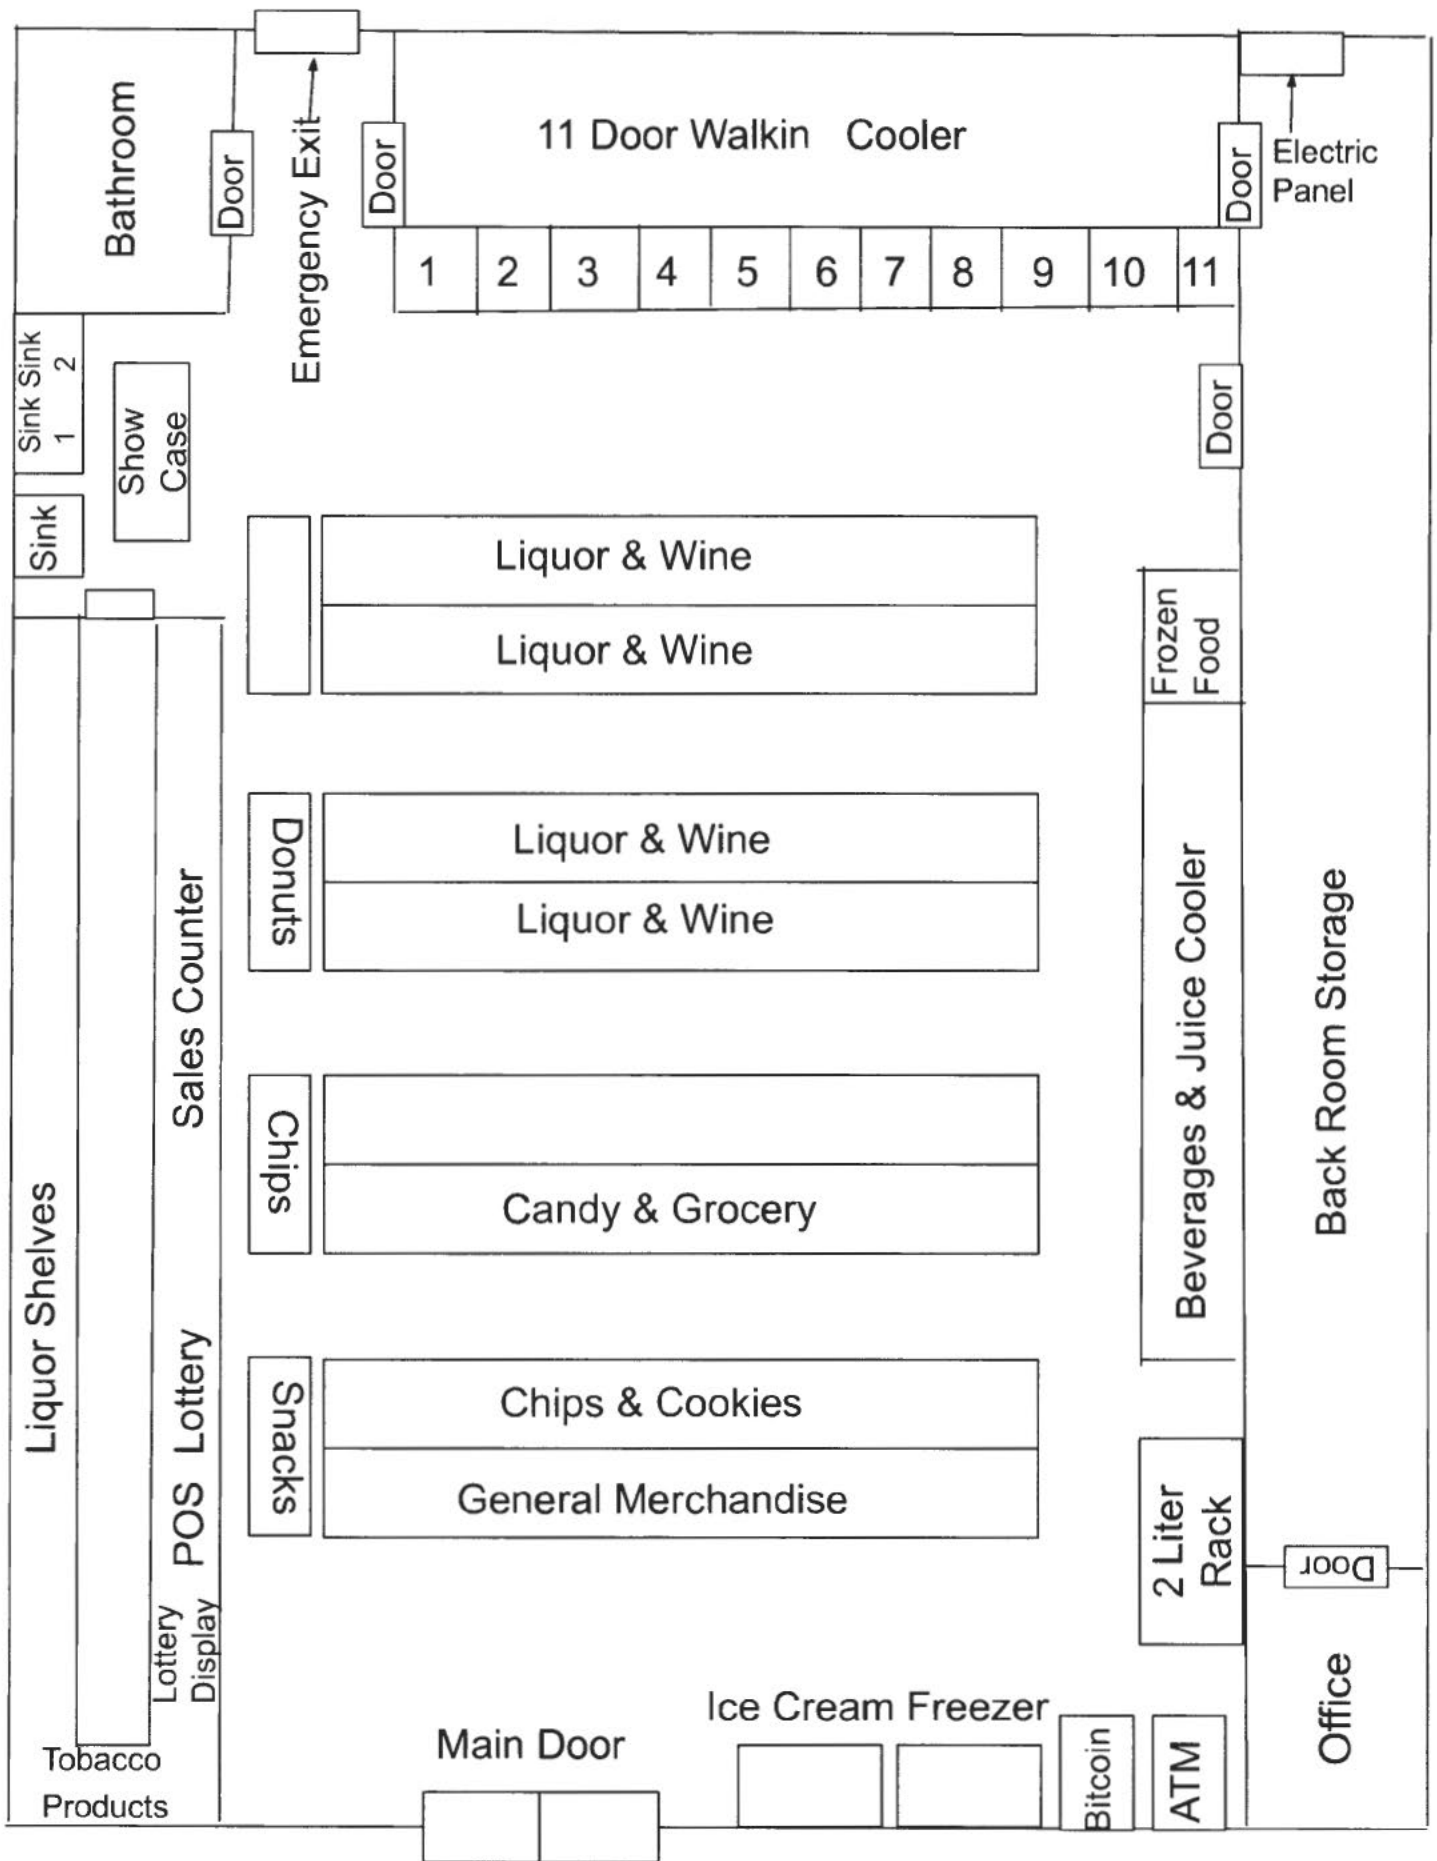 Bathroom
Door
Emergency Exit
Door
11 Door Walkin Cooler
Door
Electric
Panel
1 2 3 4 5 6 7 8 9 10 11
Sink Sink
1 2
Show
Case
Door
Sink
Liquor & Wine
Liquor & Wine
Frozen
Food
Donuts
Liquor & Wine
Liquor & Wine
Sales Counter
Beverages & Juice Cooler
Back Room Storage
Chips
Candy & Grocery
Liquor Shelves
Lottery
Snacks
Chips & Cookies
General Merchandise
POS
2 Liter
Rack
Door
Lottery
Display
Office
Ice Cream Freezer
Main Door
Bitcoin
ATM
Tobacco
Products